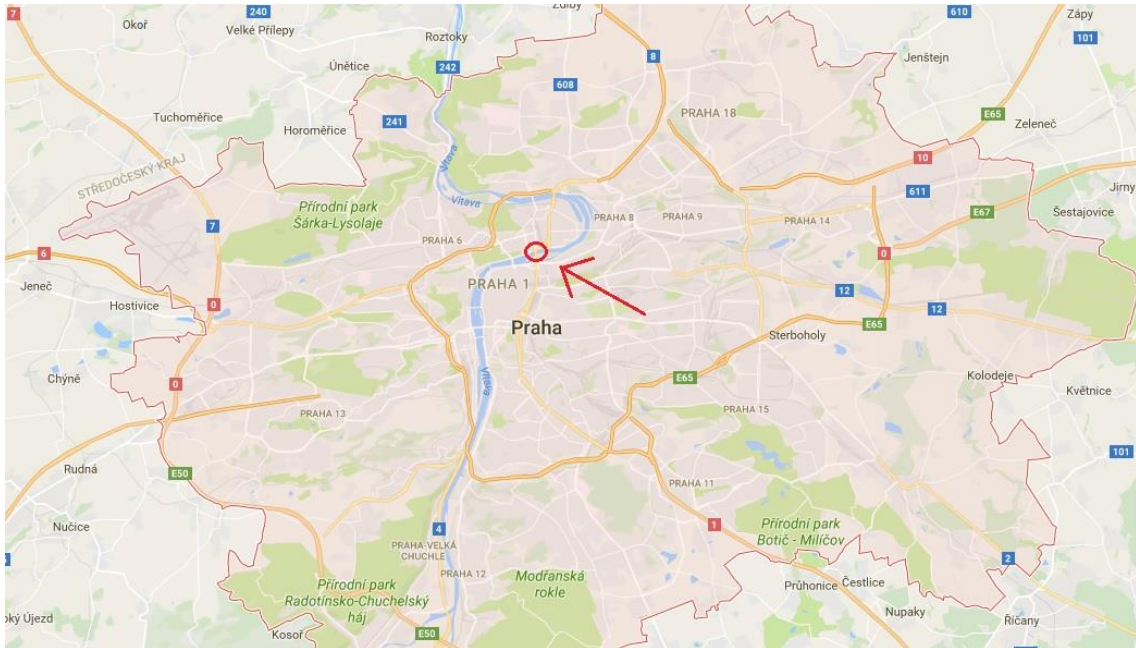 7
Okoř
240
Velké Přílepy
Zdiby
610
Zápy
101
Roztoky
Únětice
242
8
Jenštejn
608
Tuchoměřice
241
Horoměřice
PRAHA 18
E65
Zeleneč
STŘEDOČESKÝ KRAJ
10
Vltava
Jirny
611
Přírodní park
Šárka-Lysolaje
Vltava
PRAHA 8
PRAHA 9
PRAHA 14
E67
Šestajovice
7
PRAHA 6
6
0
Jeneč
PRAHA 1
12
Hostivice
0
12
Praha
E65
Sterboholy
Chýně
0
Vltava
E65
Kolodeje
Květnice
PRAHA 13
PRAHA 15
Rudná
E50
101
PRAHA 11
Nučice
4
1
Přírodní park
Botič - Milíčov
PRAHA-VELKÁ
CHUCHLE
PRAHA 12
Modřanská
rokle
2
Přírodní park
Radotínsko-Chuchelský
háj
Průhonice
Čestlice
Nupaky
Říčany
ký Újezd
Kosoř
E50